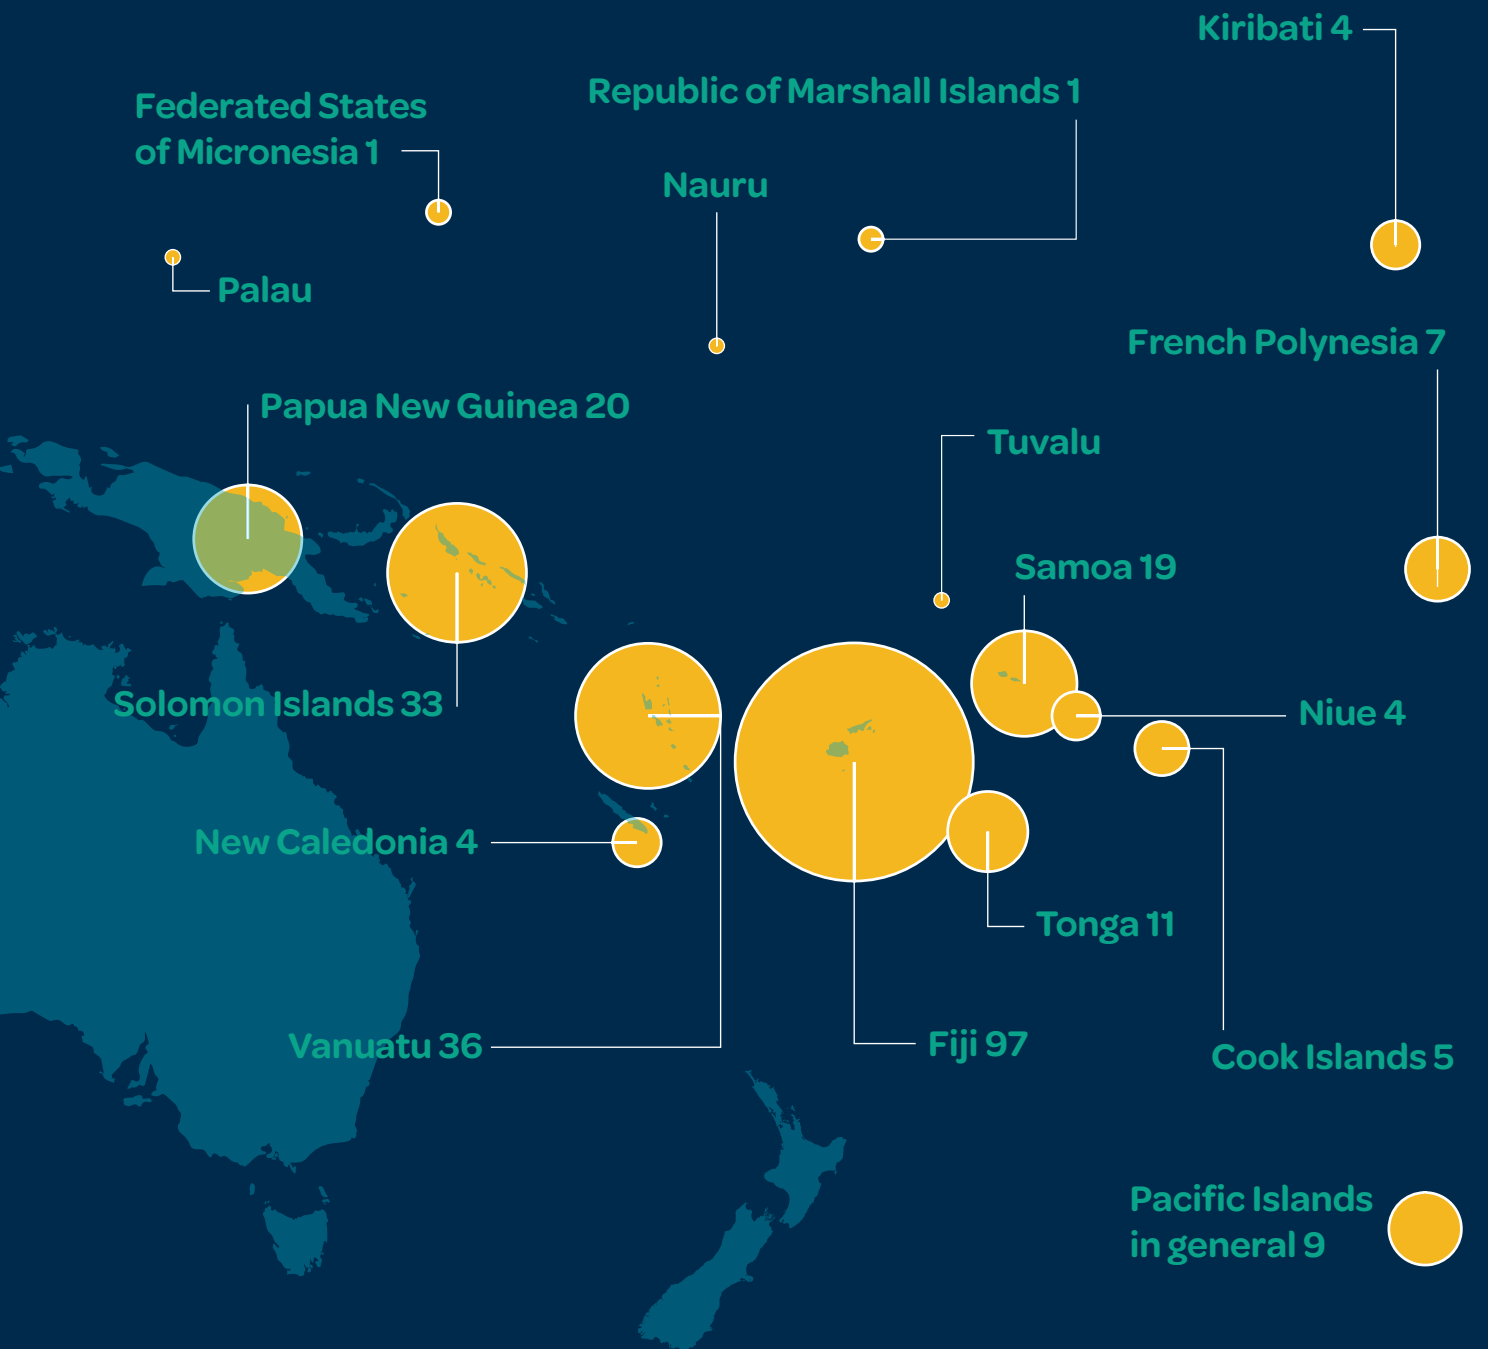 Kiribati 4
Republic of Marshall Islands 1
Federated States
of Micronesia 1
Nauru
Palau
French Polynesia 7
Papua New Guinea 20
Tuvalu
Samoa 19
Solomon Islands 33
Niue 4
New Caledonia 4
Tonga 11
Vanuatu 36
Fiji 97
Cook Islands 5
Pacific Islands
in general 9